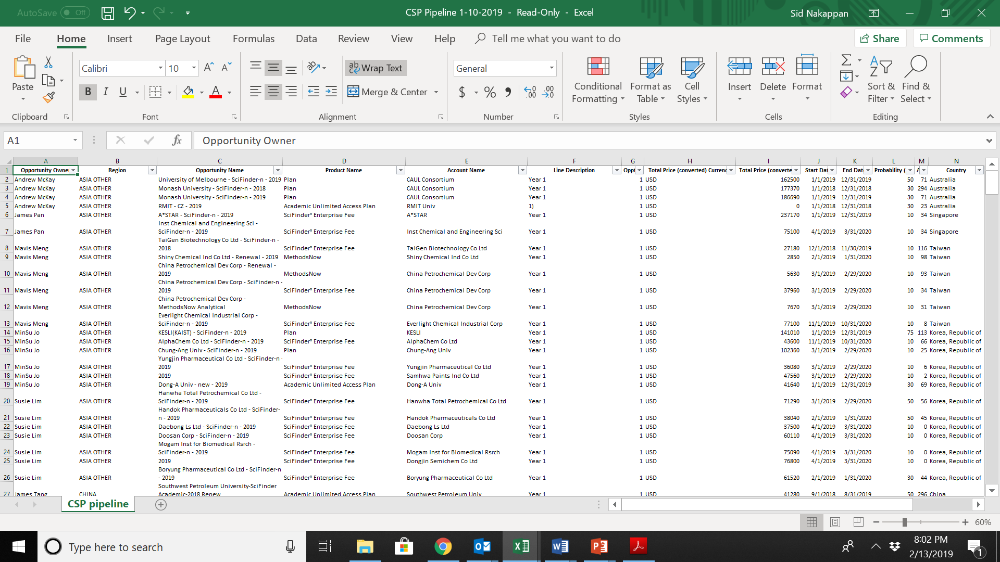 AutoSave Off
CSP Pipeline 1-10-2019 - Read-Only - Excel
Sid Nakappan
File Home Insert Page Layout Formulas Data Review View Help Tell me what you want to do Share Comments
Calibri 10 Wrap Text General
Paste B I U A Merge & Center $ % Conditional Formatting Format as Table Cell Styles Insert Delete Format Sort & Filter Find & Select
Clipboard Font Alignment Number Styles Cells Editing
A1 fx Opportunity Owner
A B C D E F G H I J K L M N
1 Opportunity Owne Region Opportunity Name Product Name Account Name Line Description Oppt Total Price (converted) Currenc Total Price (converte Start Dat End Dat Probability ( A Country
2 Andrew McKay ASIA OTHER University of Melbourne - SciFinder-n - 2019 Plan CAUL Consortium Year 1 1 USD 162500 1/1/2019 12/31/2019 50 71 Australia
3 Andrew McKay ASIA OTHER Monash University - SciFinder-n - 2018 Plan CAUL Consortium Year 1 1 USD 177370 1/1/2018 12/31/2018 30 294 Australia
4 Andrew McKay ASIA OTHER Monash University - SciFinder-n - 2019 Plan CAUL Consortium Year 1 1 USD 186690 1/1/2019 12/31/2019 30 71 Australia
5 Andrew McKay ASIA OTHER RMIT - CZ - 2019 Academic Unlimited Access Plan RMIT Univ 1) 1 USD 0 1/1/2018 12/31/2018 30 23 Australia
6 James Pan ASIA OTHER A*STAR - SciFinder-n - 2019 SciFinderⁿ Enterprise Fee A*STAR Year 1 1 USD 237170 1/1/2019 12/31/2019 10 34 Singapore
Inst Chemical and Engineering Sci -
7 James Pan ASIA OTHER SciFinder-n - 2019 SciFinderⁿ Enterprise Fee Inst Chemical and Engineering Sci Year 1 1 USD 75100 4/1/2019 3/31/2020 10 34 Singapore
TaiGen Biotechnology Co Ltd - SciFinder-n -
8 Mavis Meng ASIA OTHER 2018 SciFinderⁿ Enterprise Fee TaiGen Biotechnology Co Ltd Year 1 1 USD 27180 12/1/2018 11/30/2019 10 116 Taiwan
9 Mavis Meng ASIA OTHER Shiny Chemical Ind Co Ltd - Renewal - 2019 MethodsNow Shiny Chemical Ind Co Ltd Year 1 1 USD 2850 2/1/2019 1/31/2020 10 98 Taiwan
China Petrochemical Dev Corp - Renewal -
10 Mavis Meng ASIA OTHER 2019 MethodsNow China Petrochemical Dev Corp Year 1 1 USD 5630 3/1/2019 2/29/2020 10 93 Taiwan
China Petrochemical Dev Corp - SciFinder-n -
11 Mavis Meng ASIA OTHER 2019 SciFinderⁿ Enterprise Fee China Petrochemical Dev Corp Year 1 1 USD 37960 3/1/2019 2/29/2020 10 34 Taiwan
China Petrochemical Dev Corp -
12 Mavis Meng ASIA OTHER MethodsNow Analytical MethodsNow China Petrochemical Dev Corp Year 1 1 USD 7670 3/1/2019 2/29/2020 10 31 Taiwan
Everlight Chemical Industrial Corp -
13 Mavis Meng ASIA OTHER SciFinder-n - 2019 SciFinderⁿ Enterprise Fee Everlight Chemical Industrial Corp Year 1 1 USD 77100 11/1/2019 10/31/2020 10 8 Taiwan
14 MinSu Jo ASIA OTHER KESLI(KAIST) - SciFinder-n - 2019 Plan KESLI Year 1 1 USD 141010 1/1/2019 12/31/2019 75 113 Korea, Republic of
15 MinSu Jo ASIA OTHER AlphaChem Co Ltd - SciFinder-n - 2019 SciFinderⁿ Enterprise Fee AlphaChem Co Ltd Year 1 1 USD 43600 11/1/2019 10/31/2020 10 66 Korea, Republic of
16 MinSu Jo ASIA OTHER Chung-Ang Univ - SciFinder-n - 2019 Plan Chung-Ang Univ Year 1 1 USD 102360 3/1/2019 2/29/2020 10 25 Korea, Republic of
Yungjin Pharmaceutical Co Ltd - SciFinder-n -
17 MinSu Jo ASIA OTHER 2019 SciFinderⁿ Enterprise Fee Yungjin Pharmaceutical Co Ltd Year 1 1 USD 36080 3/1/2019 2/29/2020 10 6 Korea, Republic of
18 MinSu Jo ASIA OTHER 2019 SciFinderⁿ Enterprise Fee Samhwa Paints Ind Co Ltd Year 1 1 USD 47560 3/1/2019 2/29/2020 10 2 Korea, Republic of
19 MinSu Jo ASIA OTHER Dong-A Univ - new - 2019 Academic Unlimited Access Plan Dong-A Univ Year 1 1 USD 41640 1/1/2019 12/31/2019 30 69 Korea, Republic of
Hanwha Total Petrochemical Co Ltd -
20 Susie Lim ASIA OTHER SciFinder-n - 2019 SciFinderⁿ Enterprise Fee Hanwha Total Petrochemical Co Ltd Year 1 1 USD 71290 3/1/2019 2/29/2020 50 56 Korea, Republic of
Handok Pharmaceuticals Co Ltd - SciFinder-
21 Susie Lim ASIA OTHER n - 2019 SciFinderⁿ Enterprise Fee Handok Pharmaceuticals Co Ltd Year 1 1 USD 38040 2/1/2019 1/31/2020 50 45 Korea, Republic of
22 Susie Lim ASIA OTHER Daebong Ls Ltd - SciFinder-n - 2019 SciFinderⁿ Enterprise Fee Daebong Ls Ltd Year 1 1 USD 37500 4/1/2019 3/31/2020 10 0 Korea, Republic of
23 Susie Lim ASIA OTHER Doosan Corp - SciFinder-n - 2019 SciFinderⁿ Enterprise Fee Doosan Corp Year 1 1 USD 60110 4/1/2019 3/31/2020 10 0 Korea, Republic of
Mogam Inst for Biomedical Rsrch -
24 Susie Lim ASIA OTHER SciFinder-n - 2019 SciFinderⁿ Enterprise Fee Mogam Inst for Biomedical Rsrch Year 1 1 USD 75090 4/1/2019 3/31/2020 10 0 Korea, Republic of
25 Susie Lim ASIA OTHER 2019 SciFinderⁿ Enterprise Fee Dongjin Semichem Co Ltd Year 1 1 USD 76800 4/1/2019 3/31/2020 10 0 Korea, Republic of
Boryung Pharmaceutical Co Ltd - SciFinder-n
26 Susie Lim ASIA OTHER - 2019 SciFinderⁿ Enterprise Fee Boryung Pharmaceutical Co Ltd Year 1 1 USD 61520 2/1/2019 1/31/2020 30 44 Korea, Republic of
Southwest Petroleum University-SciFinder
27 James Tang CHINA Academic-2018 Renew Academic Unlimited Access Plan Southwest Petroleum Univ Year 1 1 USD 41280 9/1/2018 8/31/2019 50 296 China
CSP pipeline
60%
Type here to search
8:02 PM
2/13/2019
1